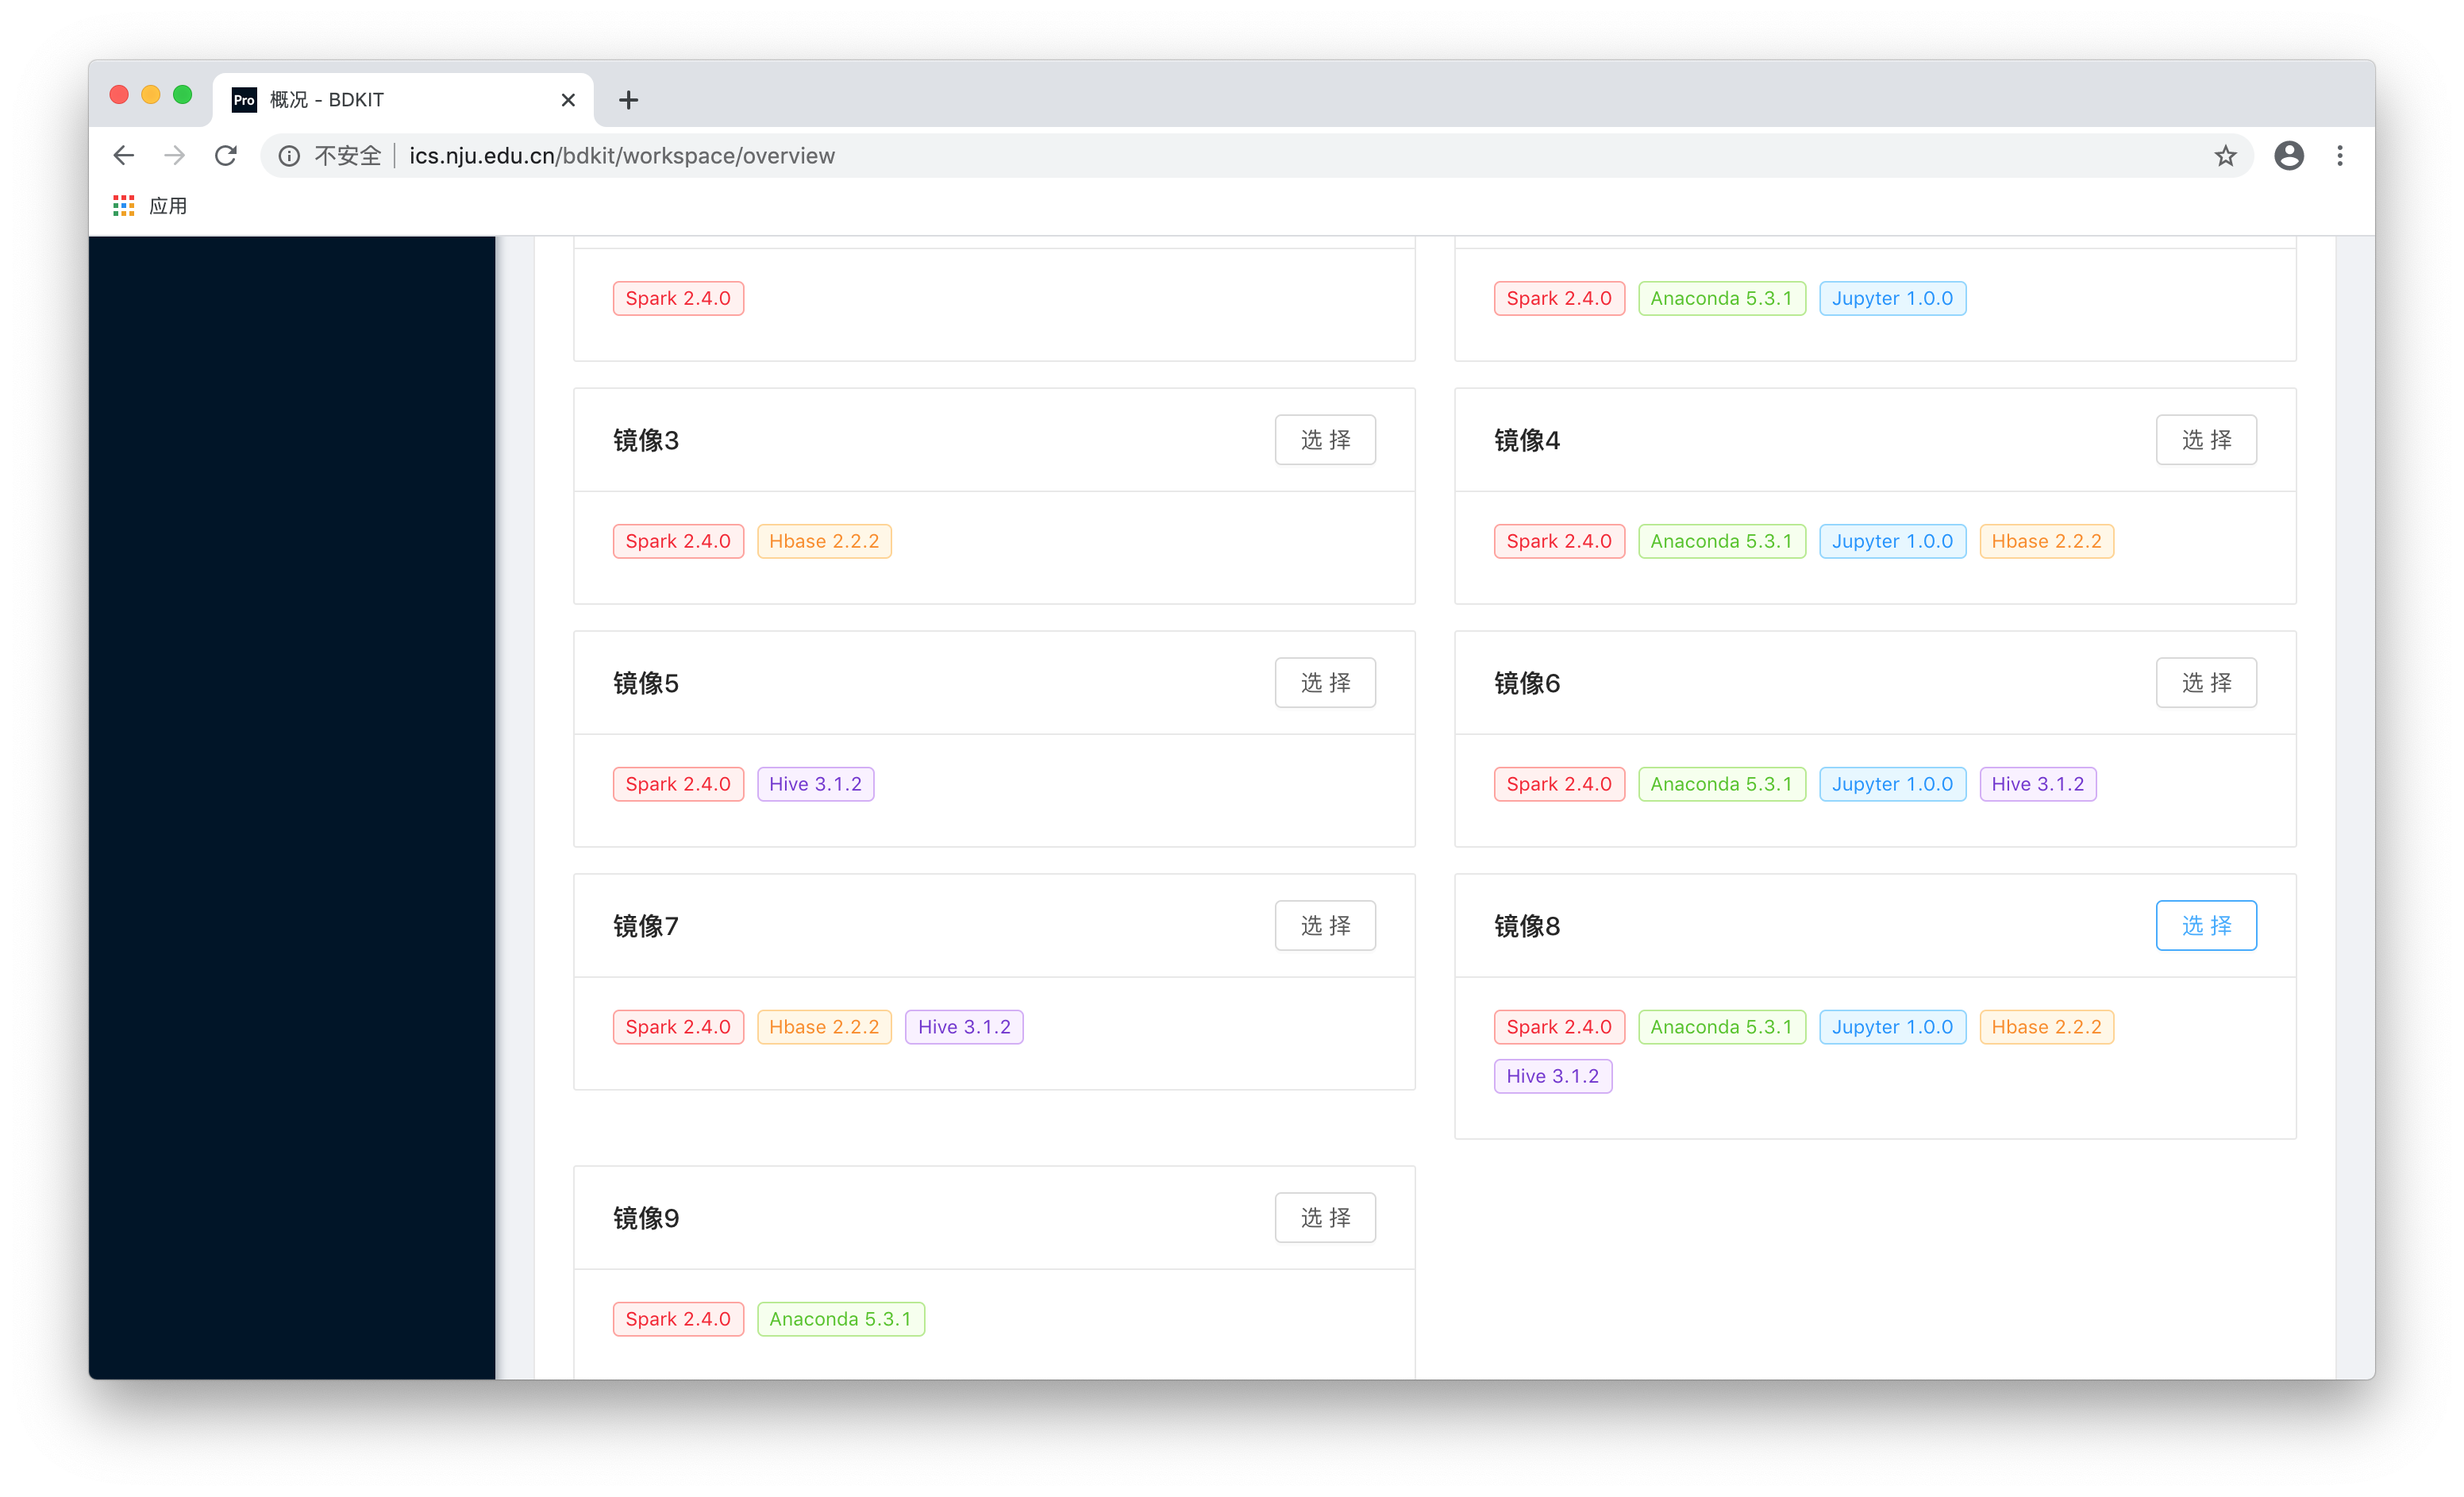 Pro 概况 - BDKIT
不安全 ics.nju.edu.cn/bdkit/workspace/overview
应用
Spark 2.4.0
Spark 2.4.0 Anaconda 5.3.1 Jupyter 1.0.0
镜像3 选择
Spark 2.4.0 Hbase 2.2.2
镜像4 选择
Spark 2.4.0 Anaconda 5.3.1 Jupyter 1.0.0 Hbase 2.2.2
镜像5 选择
Spark 2.4.0 Hive 3.1.2
镜像6 选择
Spark 2.4.0 Anaconda 5.3.1 Jupyter 1.0.0 Hive 3.1.2
镜像7 选择
Spark 2.4.0 Hbase 2.2.2 Hive 3.1.2
镜像8 选择
Spark 2.4.0 Anaconda 5.3.1 Jupyter 1.0.0 Hbase 2.2.2
Hive 3.1.2
镜像9 选择
Spark 2.4.0 Anaconda 5.3.1